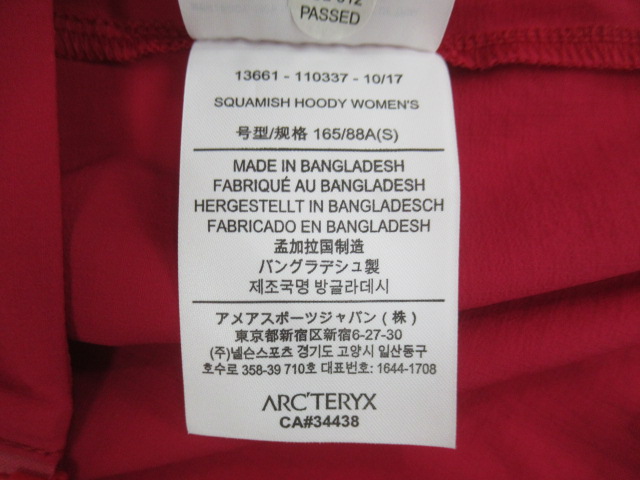 PASSED
13661 - 110337 - 10/17
SQUAMISH HOODY WOMEN'S
号型/规格 165/88A(S)
MADE IN BANGLADESH
FABRIQUÉ AU BANGLADESH
HERGESTELLT IN BANGLADESCH
FABRICADO EN BANGLADESH
孟加拉国制造
バングラデシュ製
제조국명 방글라데시
アメアスポーツジャパン(株)
東京都新宿区新宿6-27-30
(주)넬슨스포츠 경기도 고양시 일산동구
호수로 358-39 710호 대표번호: 1644-1708
ARC'TERYX
CA#34438